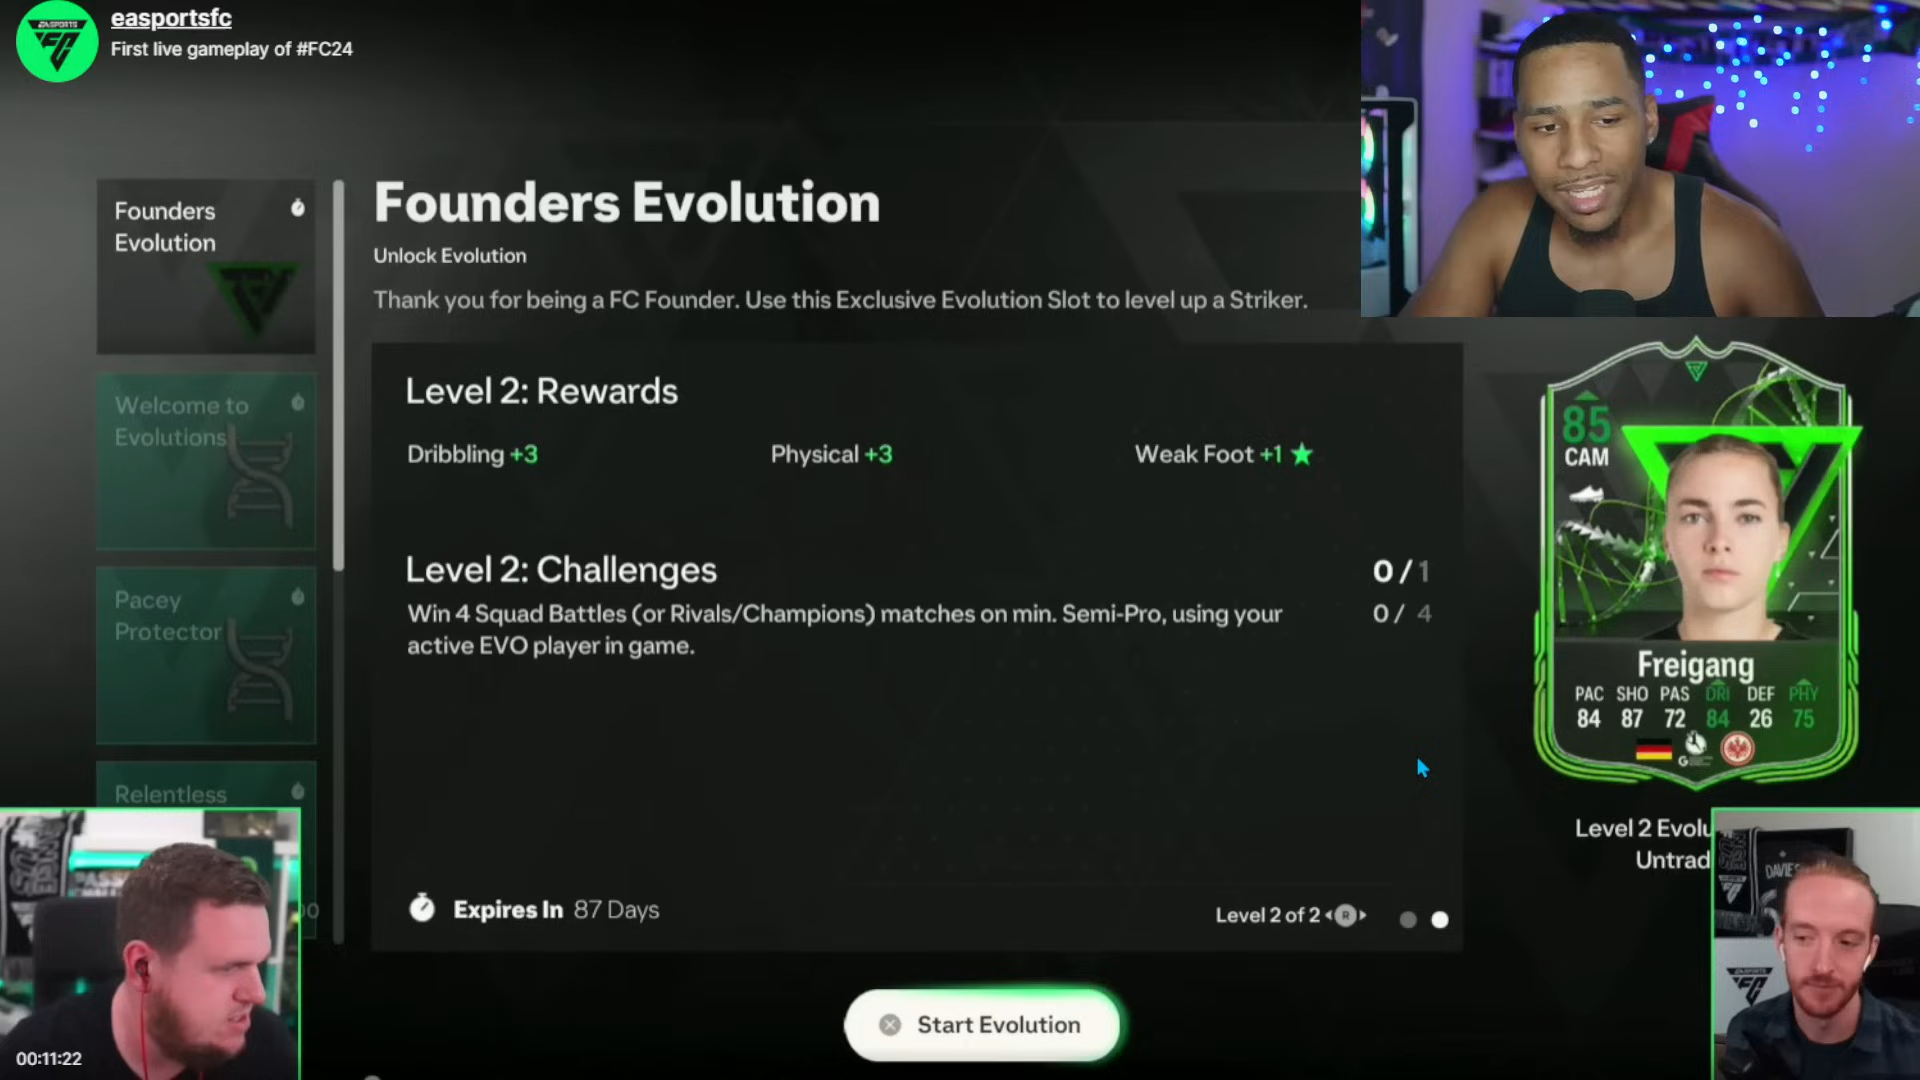 easportsfc
First live gameplay of #FC24
EA SPORTS
FC
Founders
Evolution
Welcome to
Evolutions
Pacey
Protector
Relentless
Founders Evolution
Unlock Evolution
Thank you for being a FC Founder. Use this Exclusive Evolution Slot to level up a Striker.
Level 2: Rewards
Dribbling +3
Physical +3
Weak Foot +1
Level 2: Challenges
0 / 1
Win 4 Squad Battles (or Rivals/Champions) matches on min. Semi-Pro, using your
0 / 4
active EVO player in game.
Expires In 87 Days
Level 2 of 2
R
Start Evolution
85
CAM
Freigang
PAC SHO PAS DRI DEF PHY
84 87 72 84 26 75
Level 2 Evolu
Untrad
DAVIES
00:11:22